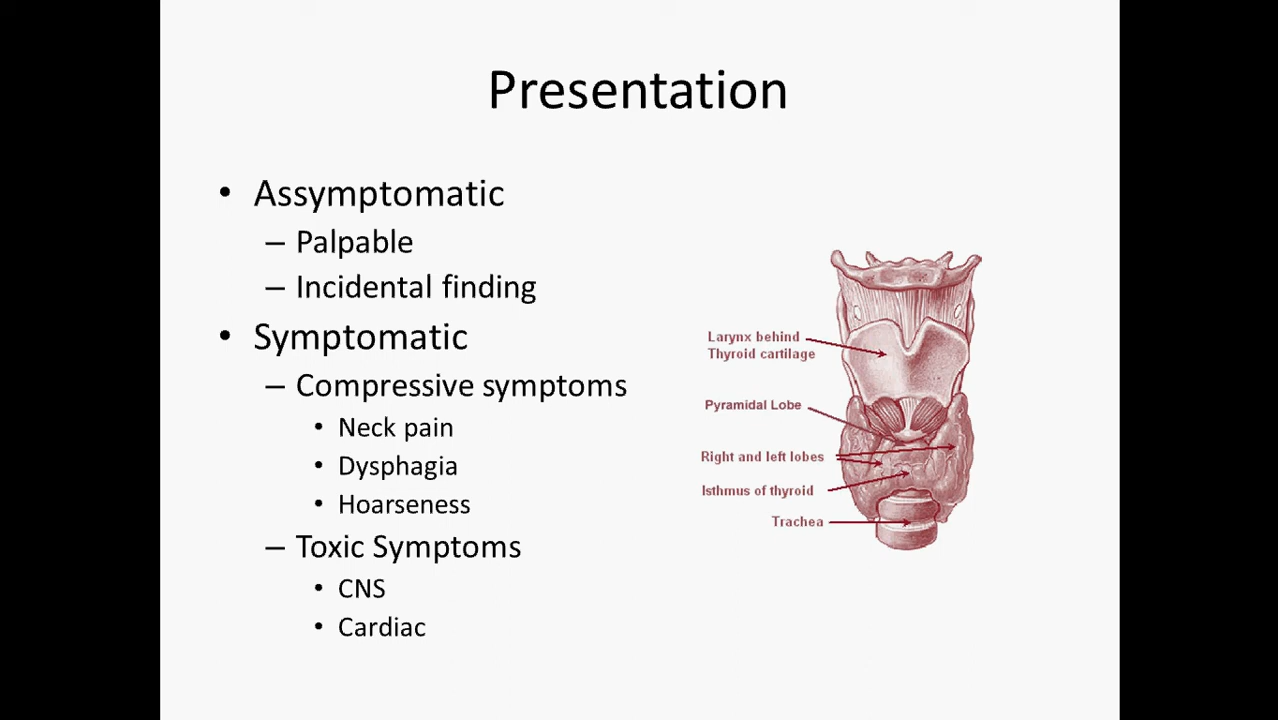 Presentation
• Assymptomatic
– Palpable
– Incidental finding
• Symptomatic
– Compressive symptoms
• Neck pain
• Dysphagia
• Hoarseness
– Toxic Symptoms
• CNS
• Cardiac
Larynx behind
Thyroid cartilage
Pyramidal Lobe
Right and left lobes
Isthmus of thyroid
Trachea